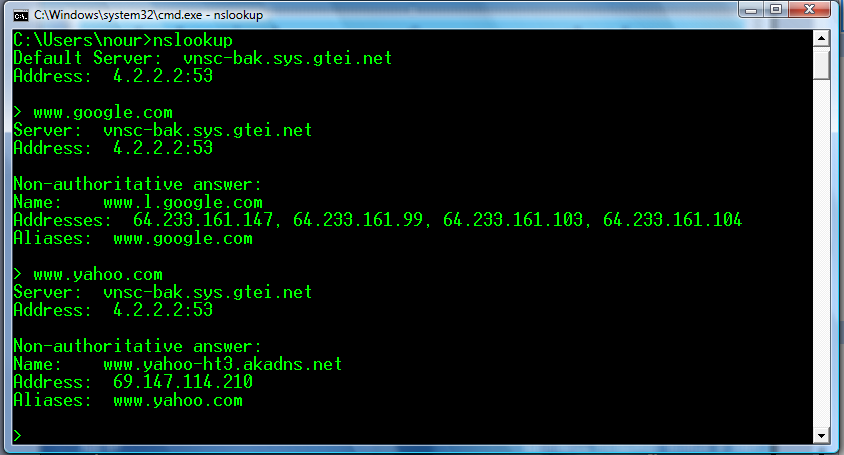 C:\Windows\system32\cmd.exe - nslookup
C:\Users\nour>nslookup
Default Server:  vnsc-bak.sys.gtei.net
Address:  4.2.2.2:53
> www.google.com
Server:  vnsc-bak.sys.gtei.net
Address:  4.2.2.2:53
Non-authoritative answer:
Name:    www.l.google.com
Addresses:  64.233.161.147, 64.233.161.99, 64.233.161.103, 64.233.161.104
Aliases:  www.google.com
> www.yahoo.com
Server:  vnsc-bak.sys.gtei.net
Address:  4.2.2.2:53
Non-authoritative answer:
Name:    www.yahoo-ht3.akadns.net
Address:  69.147.114.210
Aliases:  www.yahoo.com
>